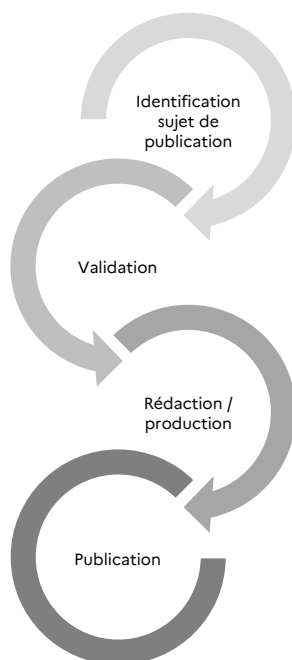 Identification
sujet de
publication
Validation
Rédaction /
production
Publication